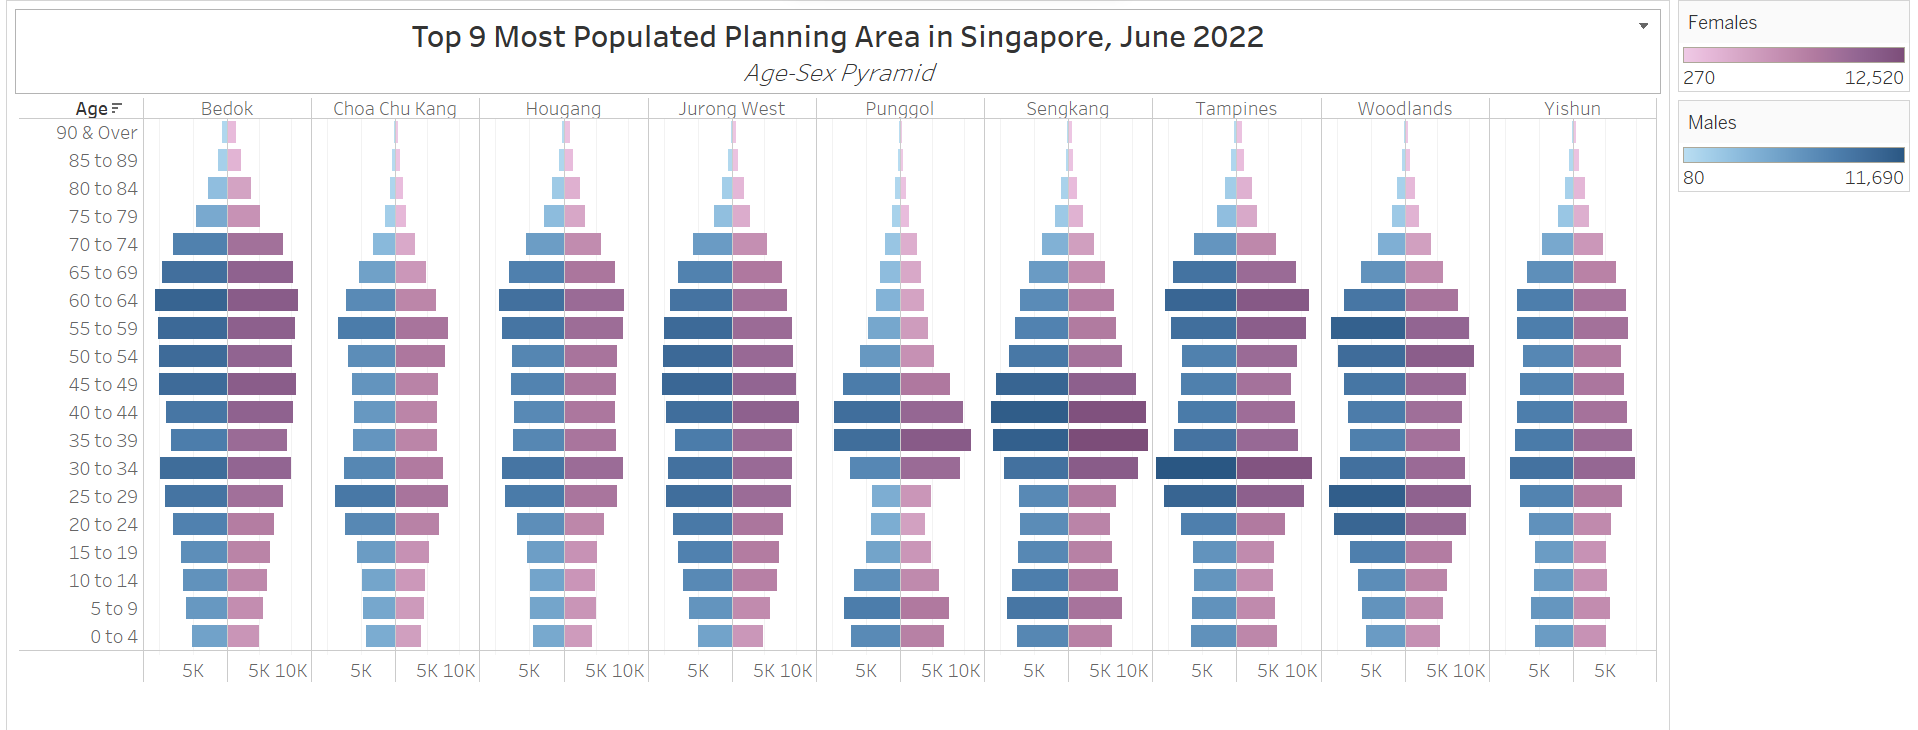 Top 9 Most Populated Planning Area in Singapore, June 2022
Age-Sex Pyramid
Age Bedok Choa Chu Kang Hougang Jurong West Punggol Sengkang Tampines Woodlands Yishun
90 & Over
85 to 89
80 to 84
75 to 79
70 to 74
65 to 69
60 to 64
55 to 59
50 to 54
45 to 49
40 to 44
35 to 39
30 to 34
25 to 29
20 to 24
15 to 19
10 to 14
5 to 9
0 to 4
5K 5K 10K 5K 5K 10K 5K 5K 10K 5K 5K 10K 5K 5K 10K 5K 5K 10K 5K 5K 10K 5K 5K 10K 5K 5K
Females
270 12,520
Males
80 11,690